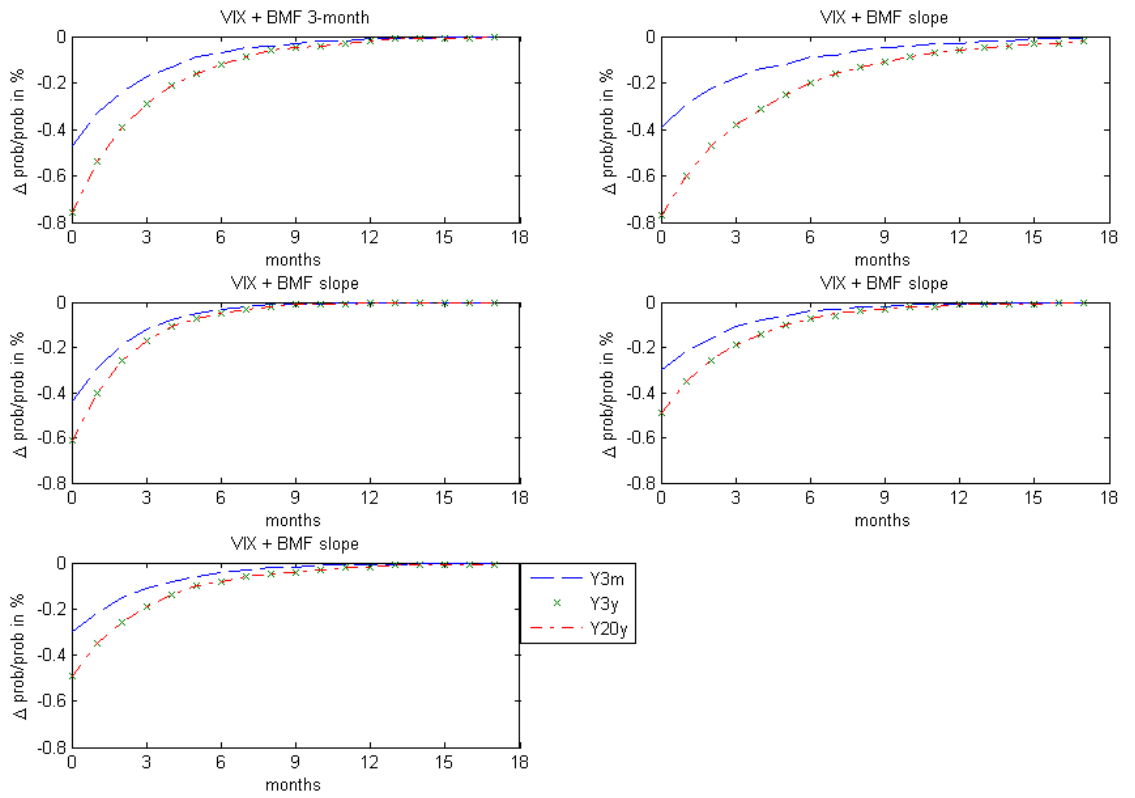 VIX + BMF 3-month
0
-0.2
-0.4
-0.6
-0.8
Δ prob/prob in %
0 3 6 9 12 15 18
months
VIX + BMF slope
0
-0.2
-0.4
-0.6
-0.8
Δ prob/prob in %
0 3 6 9 12 15 18
months
VIX + BMF slope
0
-0.2
-0.4
-0.6
-0.8
Δ prob/prob in %
0 3 6 9 12 15 18
months
VIX + BMF slope
0
-0.2
-0.4
-0.6
-0.8
Δ prob/prob in %
0 3 6 9 12 15 18
months
VIX + BMF slope
0
-0.2
-0.4
-0.6
-0.8
Δ prob/prob in %
0 3 6 9 12 15 18
months
Y3m
Y3y
Y20y